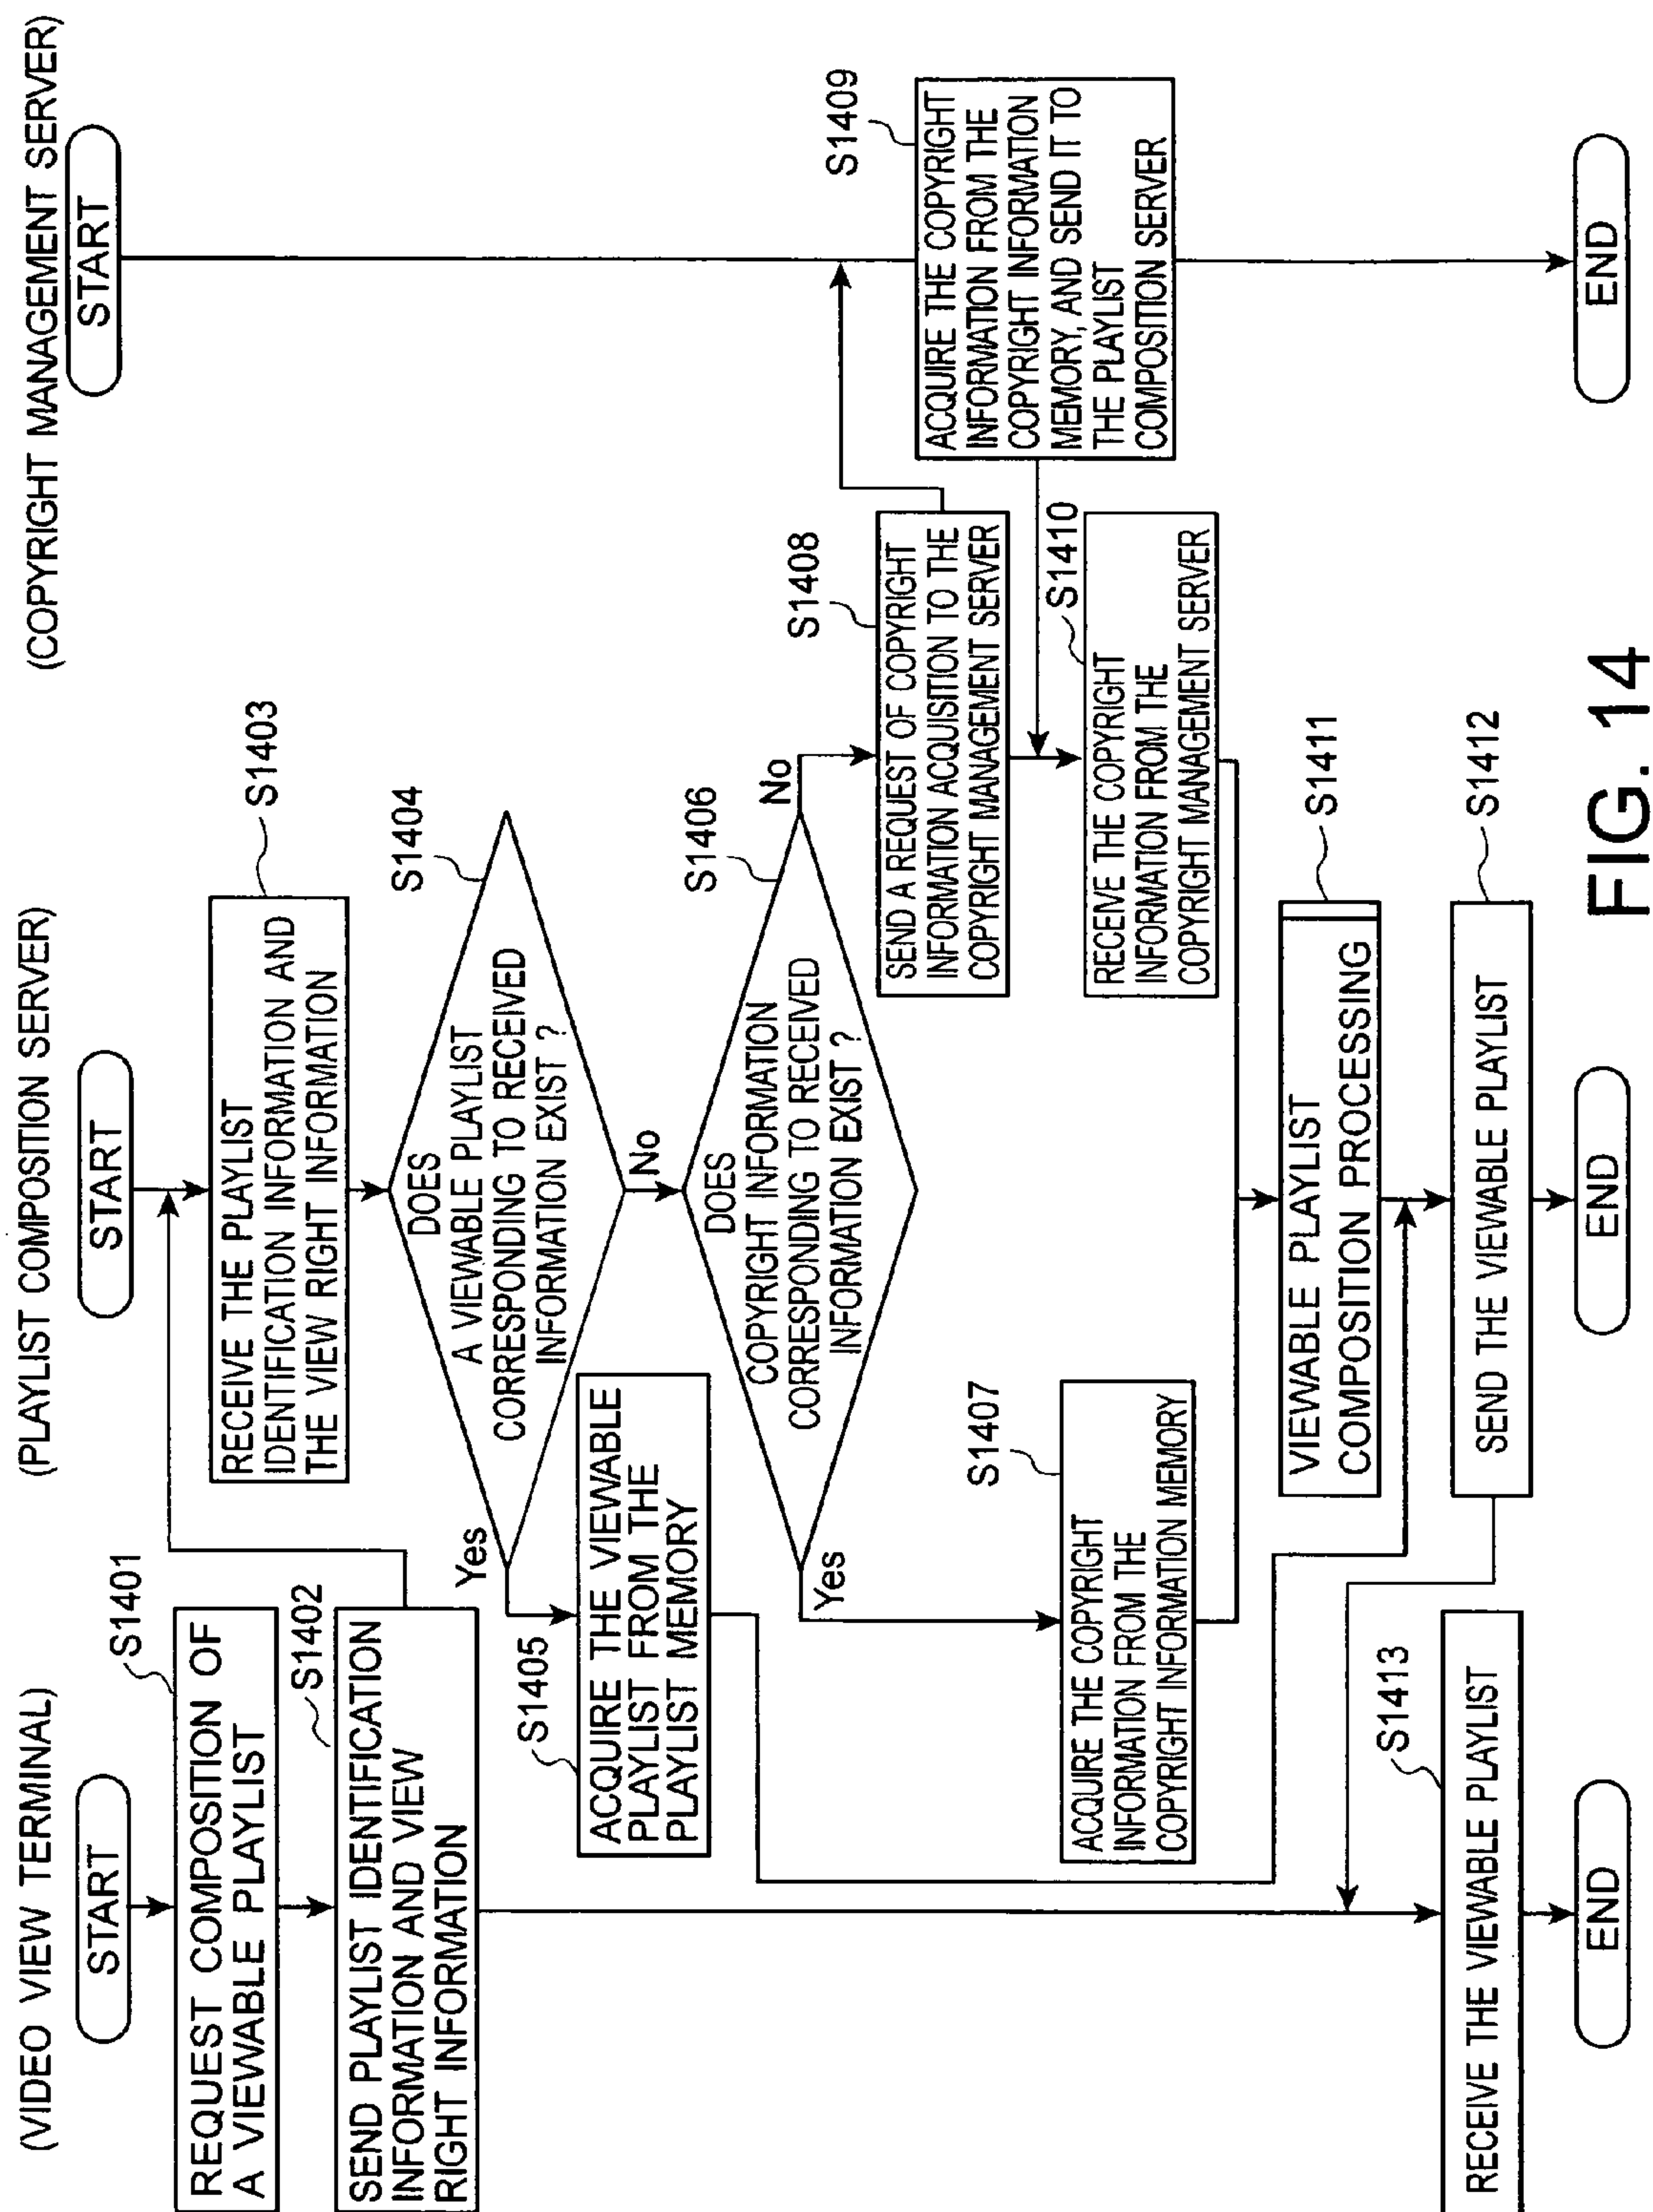 (VIDEO VIEW TERMINAL)
START
S1401
REQUEST COMPOSITION OF
A VIEWABLE PLAYLIST
S1402
SEND PLAYLIST IDENTIFICATION
INFORMATION AND VIEW
RIGHT INFORMATION
(PLAYLIST COMPOSITION SERVER)
START
S1403
RECEIVE THE PLAYLIST
IDENTIFICATION INFORMATION AND
THE VIEW RIGHT INFORMATION
S1404
DOES
A VIEWABLE PLAYLIST
CORRESPONDING TO RECEIVED
INFORMATION EXIST ?
Yes
No
S1405
ACQUIRE THE VIEWABLE
PLAYLIST FROM THE
PLAYLIST MEMORY
S1406
DOES
COPYRIGHT INFORMATION
CORRESPONDING TO RECEIVED
INFORMATION EXIST ?
Yes
No
S1407
ACQUIRE THE COPYRIGHT
INFORMATION FROM THE
COPYRIGHT INFORMATION MEMORY
S1408
SEND A REQUEST OF COPYRIGHT
INFORMATION ACQUISITION TO THE
COPYRIGHT MANAGEMENT SERVER
(COPYRIGHT MANAGEMENT SERVER)
START
S1409
ACQUIRE THE COPYRIGHT
INFORMATION FROM THE
COPYRIGHT INFORMATION
MEMORY, AND SEND IT TO
THE PLAYLIST
COMPOSITION SERVER
END
S1410
RECEIVE THE COPYRIGHT
INFORMATION FROM THE
COPYRIGHT MANAGEMENT SERVER
S1411
VIEWABLE PLAYLIST
COMPOSITION PROCESSING
S1412
SEND THE VIEWABLE PLAYLIST
END
S1413
RECEIVE THE VIEWABLE PLAYLIST
END
FIG. 14